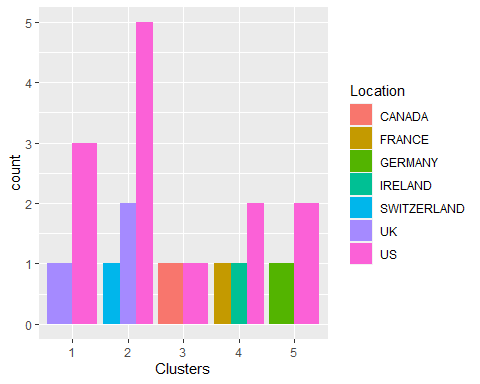 5
4
3
2
1
0
count
1 2 3 4 5
Clusters
Location
CANADA
FRANCE
GERMANY
IRELAND
SWITZERLAND
UK
US